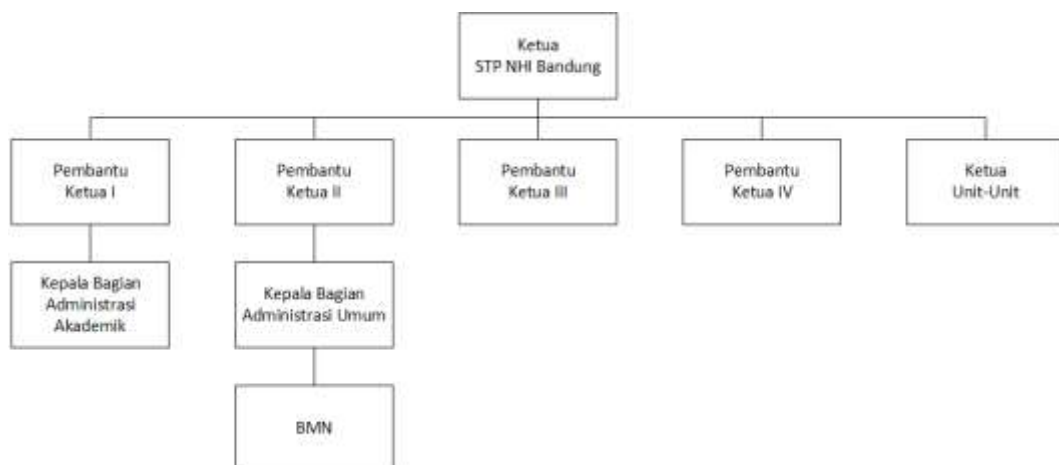 Ketua
STP NHI Bandung
Pembantu
Ketua I
Pembantu
Ketua II
Pembantu
Ketua III
Pembantu
Ketua IV
Ketua
Unit-Unit
Kepala Bagian
Administrasi
Akademik
Kepala Bagian
Administrasi Umum
BMN